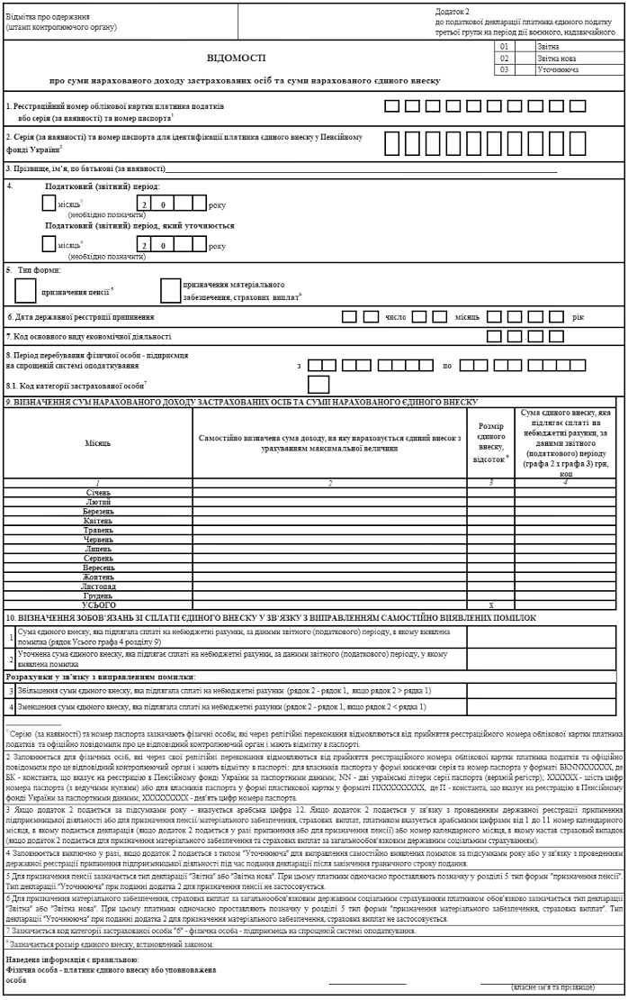 Відмітка про одержання
(штамп контролюючого органу)
Додаток 2
до податкової декларації платника єдиного податку
третьої групи на період дії воєнного, надзвичайного
01 Звітна
02 Звітна нова
03 Уточнююча
ВІДОМОСТІ
про суми нарахованого доходу застрахованих осіб та суми нарахованого єдиного внеску
1. Реєстраційний номер облікової картки платника податків
або серія (за наявності) та номер паспорта¹
2. Серія (за наявності) та номер паспорта для ідентифікації платника єдиного внеску у Пенсійному
фонді України²
3. Прізвище, ім'я, по батькові (за наявності)
4. Податковий (звітний) період:
місяць³ 2 0 року
(необхідно позначити)
Податковий (звітний) період, який уточнюється
місяць⁴ 2 0 року
(необхідно позначити)
5. Тип форми:
призначення пенсії⁵
призначення матеріального
забезпечення, страхових виплат⁶
6. Дата державної реєстрації припинення число місяць рік
7. Код основного виду економічної діяльності .
8. Період перебування фізичної особи - підприємця
на спрощеній системі оподаткування з по
8.1. Код категорії застрахованої особи⁷
9. ВИЗНАЧЕННЯ СУМ НАРАХОВАНОГО ДОХОДУ ЗАСТРАХОВАНИХ ОСІБ ТА СУМИ НАРАХОВАНОГО ЄДИНОГО ВНЕСКУ
Місяць
Самостійно визначена сума доходу, на яку нараховується єдиний внесок з
урахуванням максимальної величини
Розмір
єдиного
внеску,
відсоток⁸
Сума єдиного внеску, яка
підлягає сплаті на
небюджетні рахунки, за
даними звітного
(податкового) періоду
(графа 2 х графа 3) грн,
коп
1 2 3 4
Січень
Лютий
Березень
Квітень
Травень
Червень
Липень
Серпень
Вересень
Жовтень
Листопад
Грудень
УСЬОГО Х
10. ВИЗНАЧЕННЯ ЗОБОВ'ЯЗАНЬ ЗІ СПЛАТИ ЄДИНОГО ВНЕСКУ У ЗВ'ЯЗКУ З ВИПРАВЛЕННЯМ САМОСТІЙНО ВИЯВЛЕНИХ ПОМИЛОК
1 Сума єдиного внеску, яка підлягала сплаті на небюджетні рахунки, за даними звітного (податкового) періоду, в якому виявлена
помилка (рядок Усього графа 4 розділу 9)
2 Уточнена сума єдиного внеску, яка підлягає сплаті на небюджетні рахунки, за даними звітного (податкового) періоду, у якому
виявлена помилка
Розрахунки у зв'язку з виправленням помилки:
3 Збільшення суми єдиного внеску, яка підлягала сплаті на небюджетні рахунки (рядок 2 - рядок 1, якщо рядок 2 > рядка 1)
4 Зменшення суми єдиного внеску, яка підлягала сплаті на небюджетні рахунки (рядок 2 - рядок 1, якщо рядок 2 < рядка 1)
¹ Серію (за наявності) та номер паспорта зазначають фізичні особи, які через релігійні переконання відмовляються від прийняття реєстраційного номера облікової картки платника
податків та офіційно повідомили про це відповідний контролюючий орган і мають відмітку в паспорті.
2 Заповнюється для фізичних осіб, які через свої релігійні переконання відмовляються від прийняття реєстраційного номера облікової картки платника податків та офіційно
повідомили про це відповідний контролюючий орган і мають відмітку в паспорті: для власників паспорта у формі книжечки серія та номер паспорта у форматі БКNNXXXXXX, де
БК - константа, що вказує на реєстрацію в Пенсійному фонді України за паспортними даними; NN - дві українські літери серії паспорта (верхній регістр); XXXXXX - шість цифр
номера паспорта (з ведучими нулями) або для власників паспорта у формі пластикової картки у форматі ПXXXXXXXXX, де П - константа, що вказує на реєстрацію в Пенсійному
фонді України за паспортними даними; XXXXXXXXX - дев'ять цифр номера паспорта.
3 Якщо додаток 2 подається за підсумками року - вказується арабська цифра 12. Якщо додаток 2 подається у зв'язку з проведенням державної реєстрації припинення
підприємницької діяльності або для призначення пенсії/матеріального забезпечення, страхових виплат, платником вказується арабськими цифрами від 1 до 11 номер календарного
місяця, в якому подається декларація (якщо додаток 2 подається у разі припинення або для призначення пенсії) або номер календарного місяця, в якому настав страховий випадок
(якщо додаток 2 подається для призначення матеріального забезпечення та страхових виплат за загальнообов'язковим державним соціальним страхуванням).
4 Заповнюється виключно у разі, якщо додаток 2 подається з типом "Уточнююча" для виправлення самостійно виявлених помилок за підсумками року або у зв'язку з проведенням
державної реєстрації припинення підприємницької діяльності під час подання декларації після закінчення граничного строку подання.
5 Для призначення пенсії зазначається тип декларації "Звітна" або "Звітна нова". При цьому платники одночасно проставляють позначку у розділі 5 тип форми "призначення пенсії".
Тип декларації "Уточнююча" при поданні додатка 2 для призначення пенсії не застосовується.
6 Для призначення матеріального забезпечення, страхових виплат за загальнообов'язковим державним соціальним страхуванням платником обов'язково зазначається тип декларації
"Звітна" або "Звітна нова". При цьому платники одночасно проставляють позначку у розділі 5 тип форми "призначення матеріального забезпечення, страхових виплат". Тип
декларації "Уточнююча" при поданні додатка 2 для призначення матеріального забезпечення, страхових виплат не застосовується.
7 Зазначається код категорії застрахованої особи "6" - фізична особа - підприємець на спрощеній системі оподаткування.
⁸ Зазначається розмір єдиного внеску, встановлений законом.
Наведена інформація є правильною:
Фізична особа - платник єдиного внеску або уповноважена
особа
(власне ім'я та прізвище)